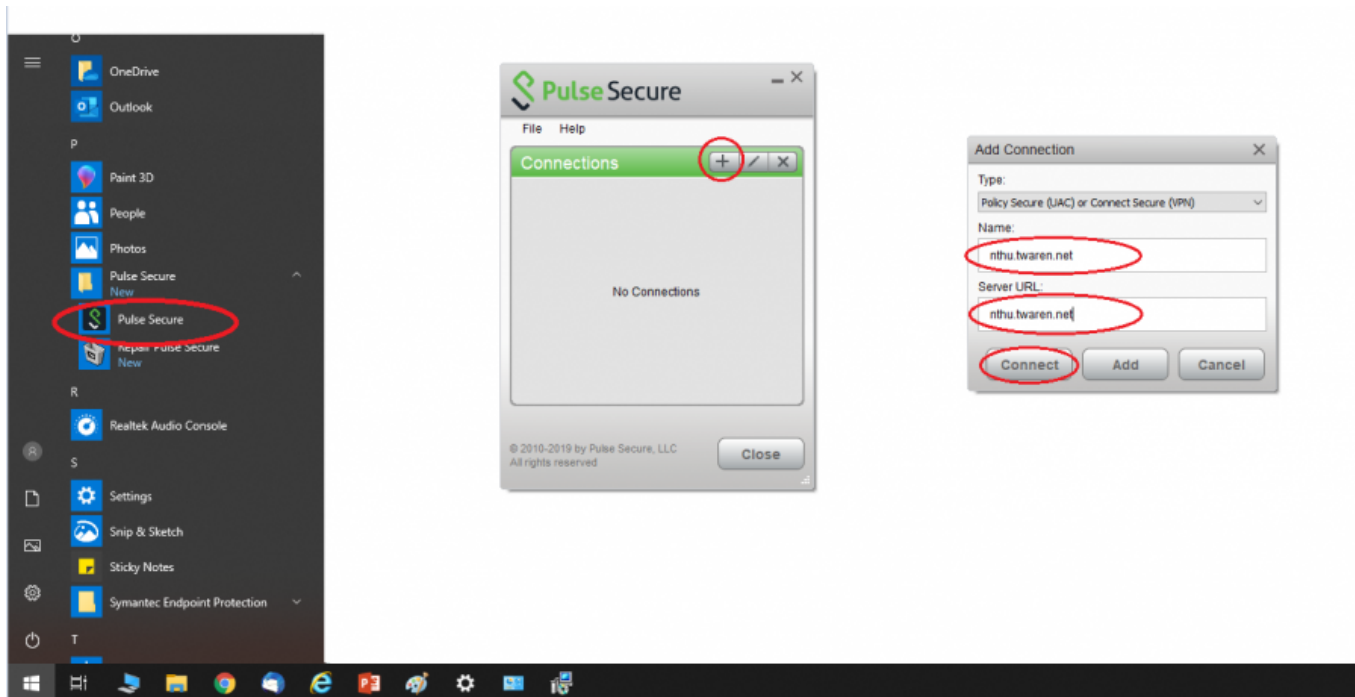 O
OneDrive
Outlook
P
Paint 3D
People
Photos
Pulse Secure
New
Pulse Secure
Repair Pulse Secure
New
R
Realtek Audio Console
S
Settings
Snip & Sketch
Sticky Notes
Symantec Endpoint Protection
T
Pulse Secure
File Help
Connections
No Connections
© 2010-2019 by Pulse Secure, LLC
All rights reserved
Close
Add Connection
Type:
Policy Secure (UAC) or Connect Secure (VPN)
Name:
nthu.twaren.net
Server URL:
nthu.twaren.net
Connect Add Cancel